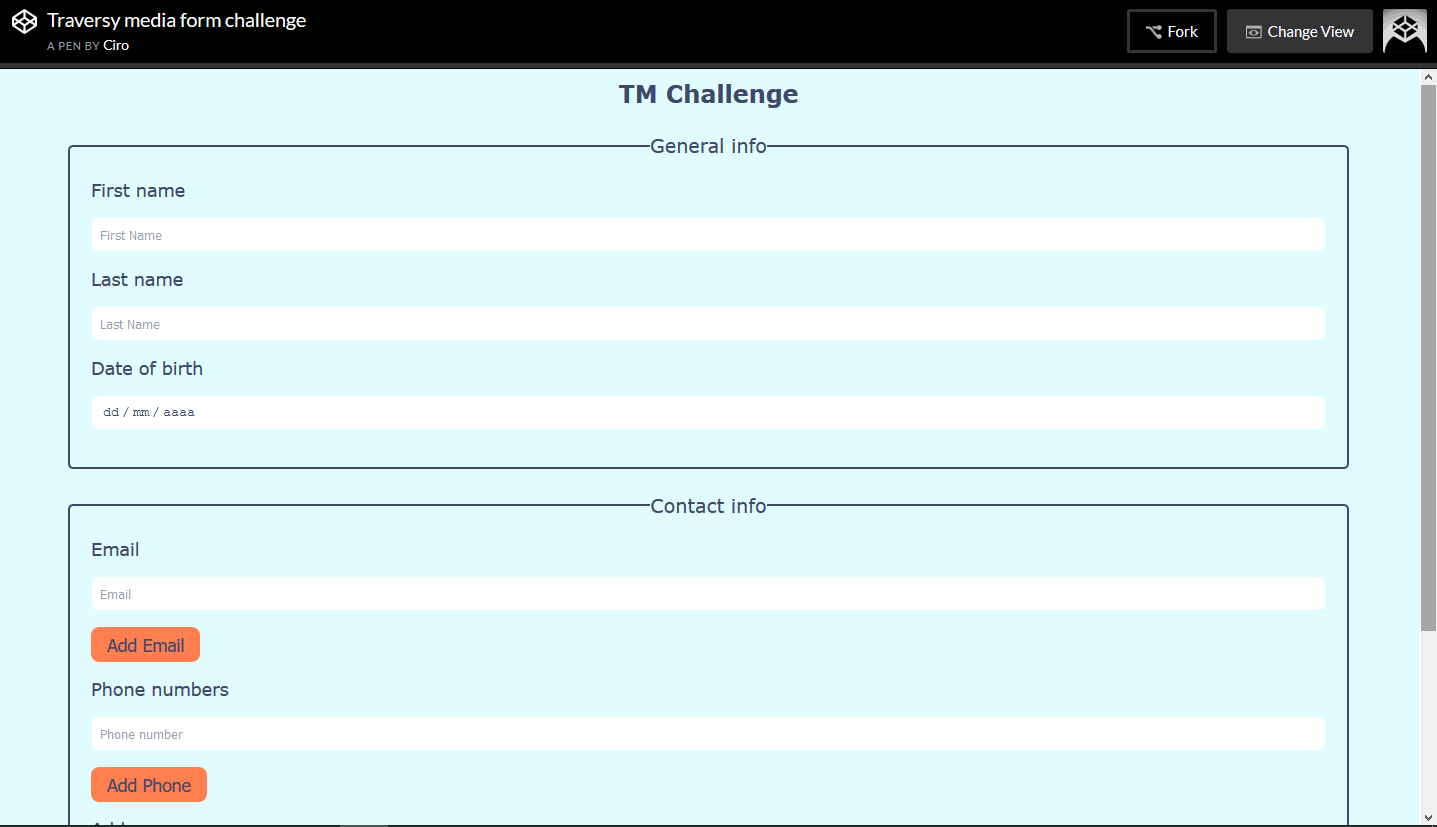 Traversy media form challenge
A PEN BY Ciro
Fork
Change View
TM Challenge
General info
First name
First Name
Last name
Last Name
Date of birth
dd / mm / aaaa
Contact info
Email
Email
Add Email
Phone numbers
Phone number
Add Phone